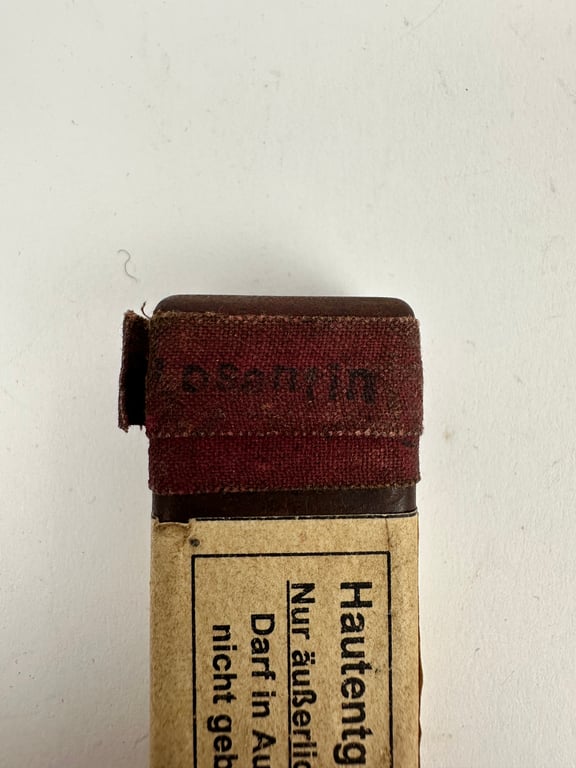 Losantin
Hautentg
Nur äußerlic
Darf in Au
nicht geb